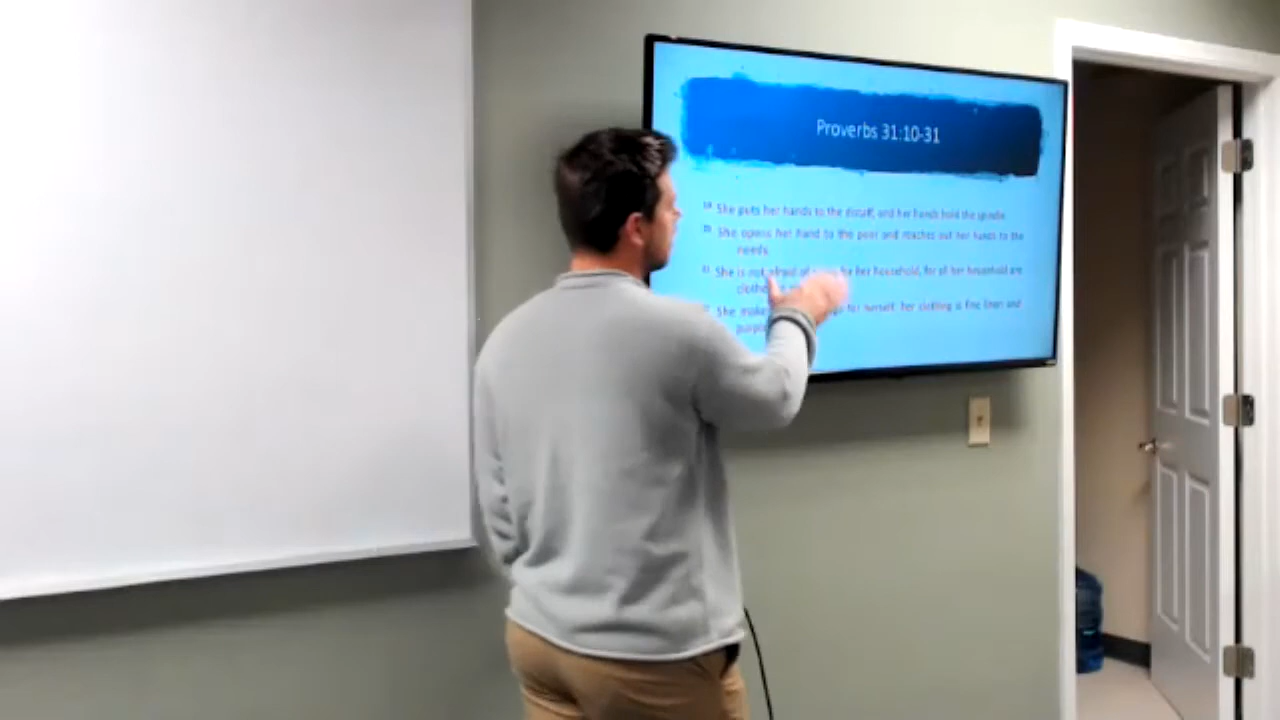 Proverbs 31:10-31
19 She puts her hands to the distaff, and her hands hold the spindle.
20 She opens her hand to the poor and reaches out her hands to the
needy.
21 She is not afraid of her household, for all her household are
clothed
She makes for herself; her clothing is fine linen and
purple